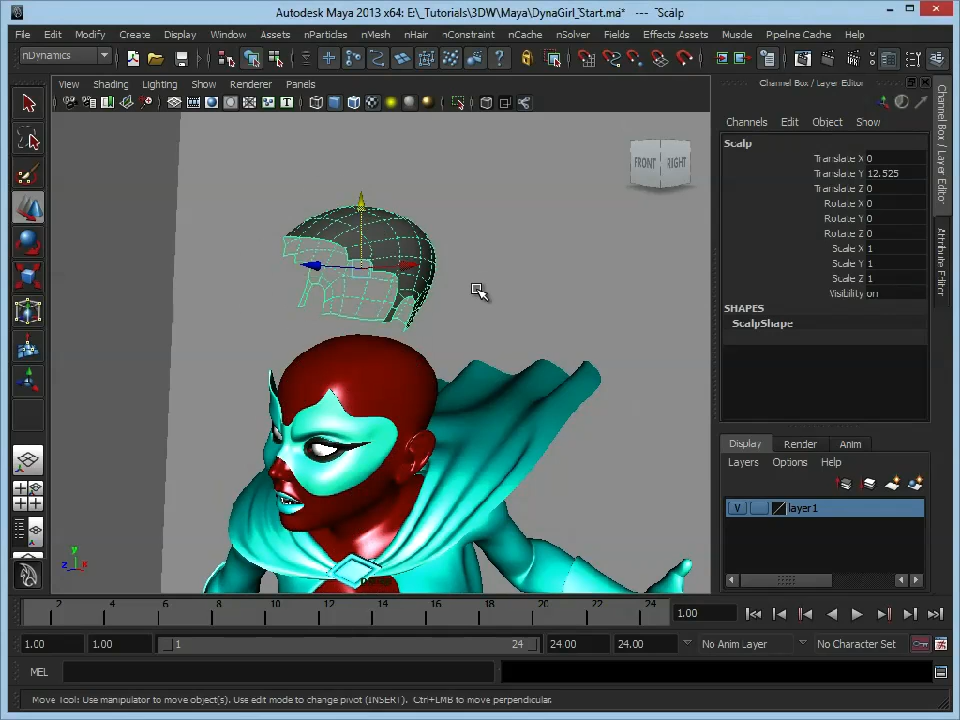 Autodesk Maya 2013 x64: E:\_Tutorials\3DW\Maya\DynaGirl_Start.ma* --- Scalp
File Edit Modify Create Display Window Assets nParticles nMesh nHair nConstraint nCache nSolver Fields Effects Assets Muscle Pipeline Cache Help
nDynamics
View Shading Lighting Show Renderer Panels
Channel Box / Layer Editor
Channels Edit Object Show
Scalp
Translate X 0
Translate Y 12.525
Translate Z 0
Rotate X 0
Rotate Y 0
Rotate Z 0
Scale X 1
Scale Y 1
Scale Z 1
Visibility on
SHAPES
ScalpShape
Channel Box / Layer Editor
Attribute Editor
FRONT RIGHT
Display Render Anim
Layers Options Help
V layer1
y
z x
2 4 6 8 10 12 14 16 18 20 22 24
1.00
1.00 1.00 1 24 24.00 24.00 No Anim Layer No Character Set
MEL
Move Tool: Use manipulator to move object(s). Use edit mode to change pivot (INSERT). Ctrl+LMB to move perpendicular.